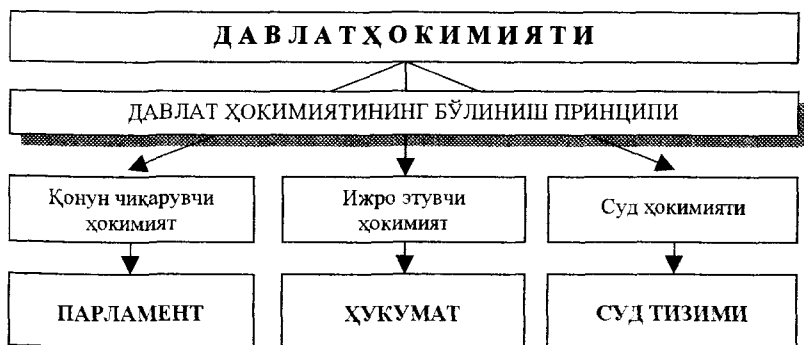 ДАВЛАТ ҲОКИМИЯТИ
ДАВЛАТ ҲОКИМИЯТИНИНГ БЎЛИНИШ ПРИНЦИПИ
Қонун чиқарувчи
ҳокимият
Ижро этувчи
ҳокимият
Суд ҳокимияти
ПАРЛАМЕНТ
ҲУКУМАТ
СУД ТИЗИМИ